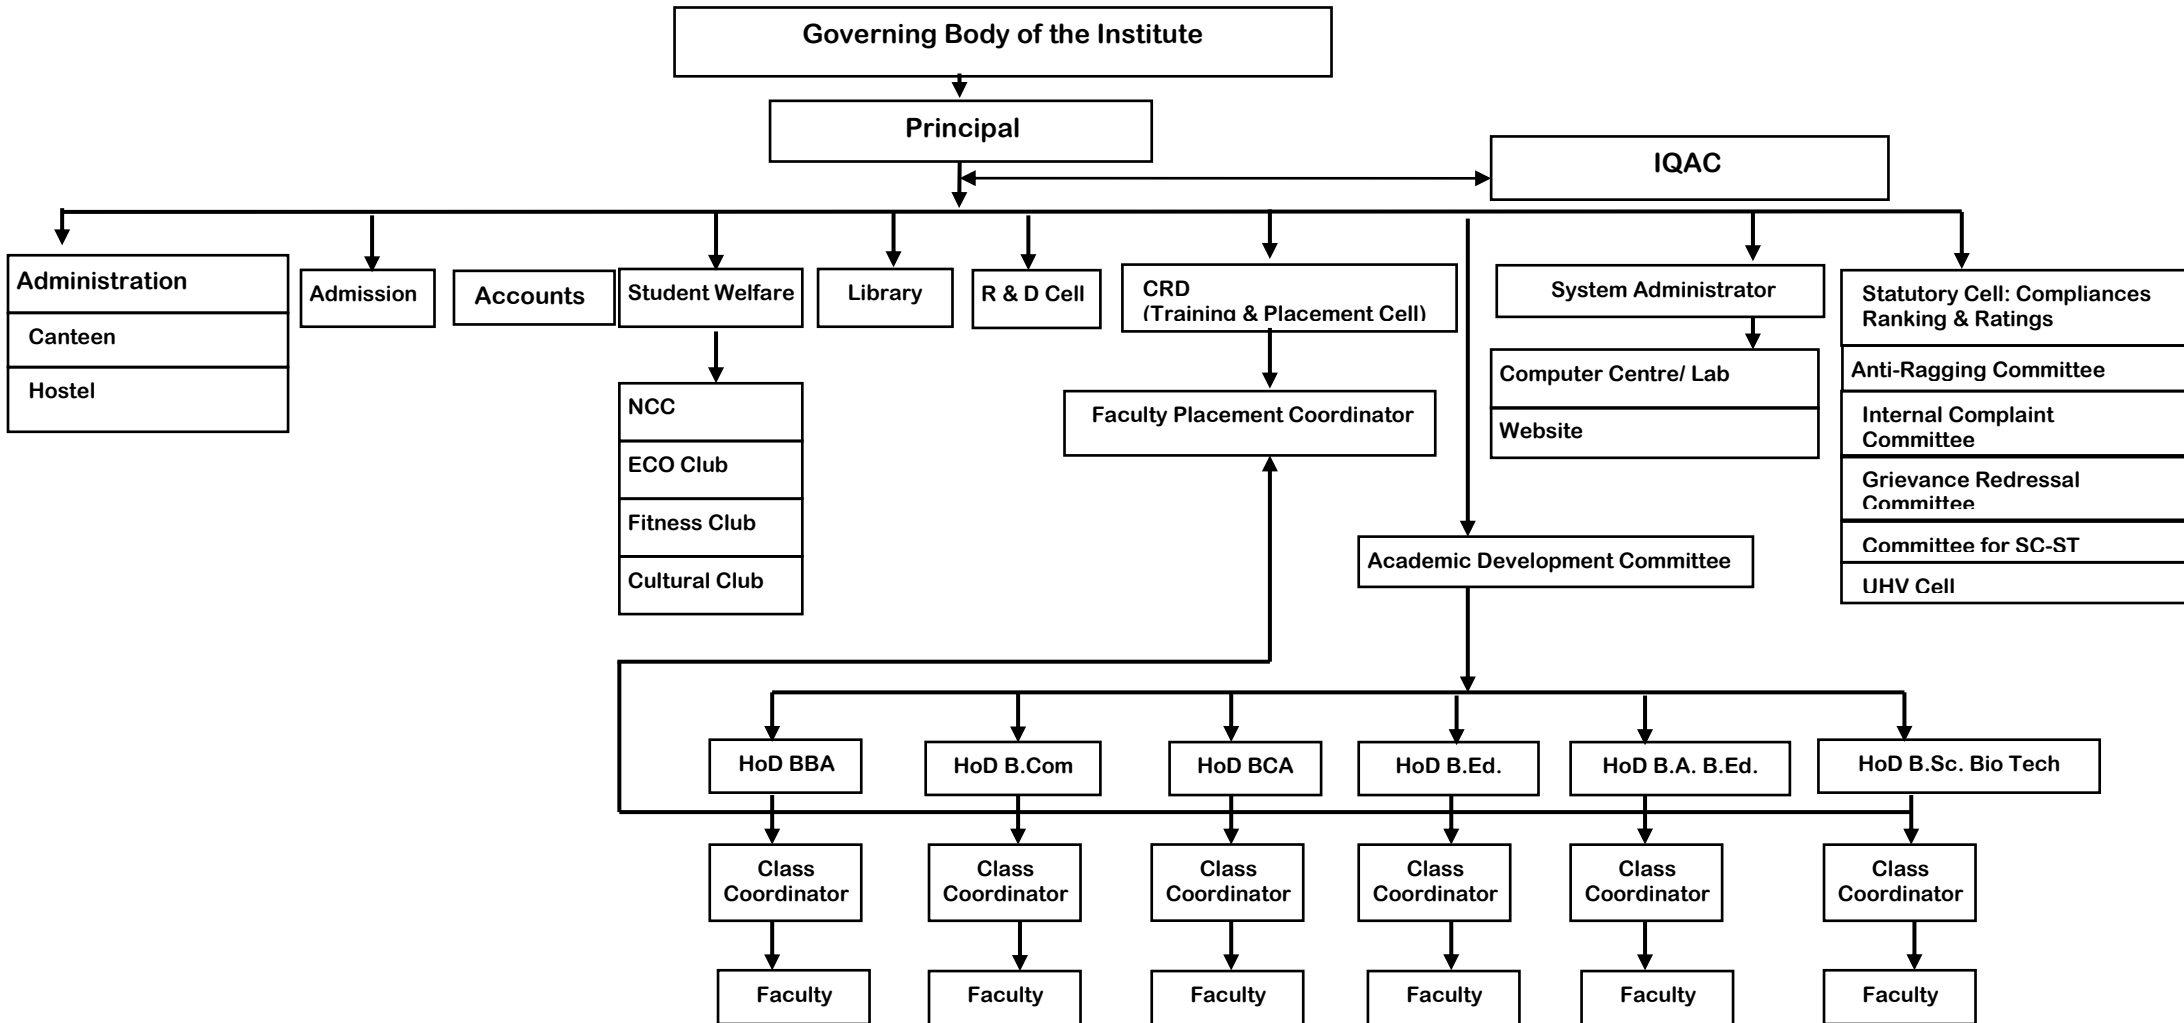 Governing Body of the Institute
Principal
IQAC
Administration
Canteen
Hostel
Admission
Accounts
Student Welfare
NCC
ECO Club
Fitness Club
Cultural Club
Library
R & D Cell
CRD
(Training & Placement Cell)
Faculty Placement Coordinator
Academic Development Committee
System Administrator
Computer Centre/ Lab
Website
Statutory Cell: Compliances
Ranking & Ratings
Anti-Ragging Committee
Internal Complaint
Committee
Grievance Redressal
Committee
Committee for SC-ST
UHV Cell
HoD BBA
HoD B.Com
HoD BCA
HoD B.Ed.
HoD B.A. B.Ed.
HoD B.Sc. Bio Tech
Class
Coordinator
Class
Coordinator
Class
Coordinator
Class
Coordinator
Class
Coordinator
Class
Coordinator
Faculty
Faculty
Faculty
Faculty
Faculty
Faculty